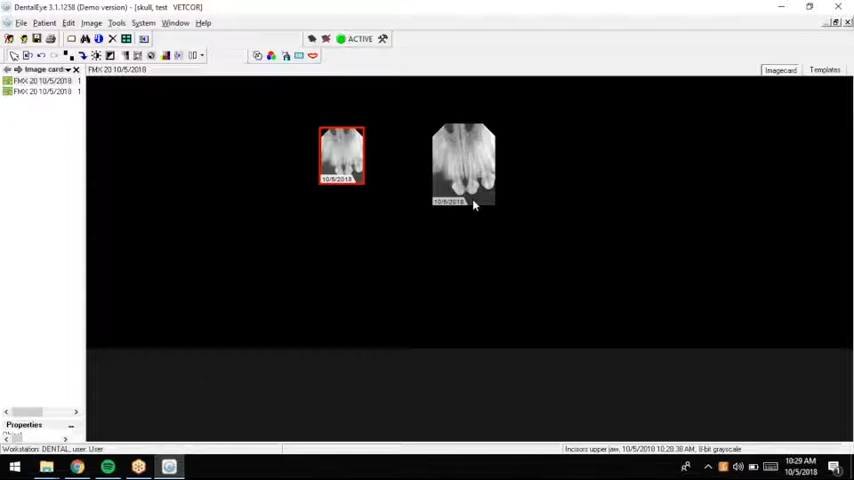 DentalEye 3.1.1258 (Demo version) - [skull, test   VETCOR]
File Patient Edit Image Tools System Window Help
ACTIVE
Image card
FMX 20 10/5/2018
Imagecard Templates
FMX 20 10/5/2018 1
FMX 20 10/5/2018 1
10/5/2018
10/5/2018
Properties
Workstation: DENTAL, user: User
Incisors upper jaw, 10/5/2018 10:28:38 AM, 8-bit grayscale
10:29 AM
10/5/2018